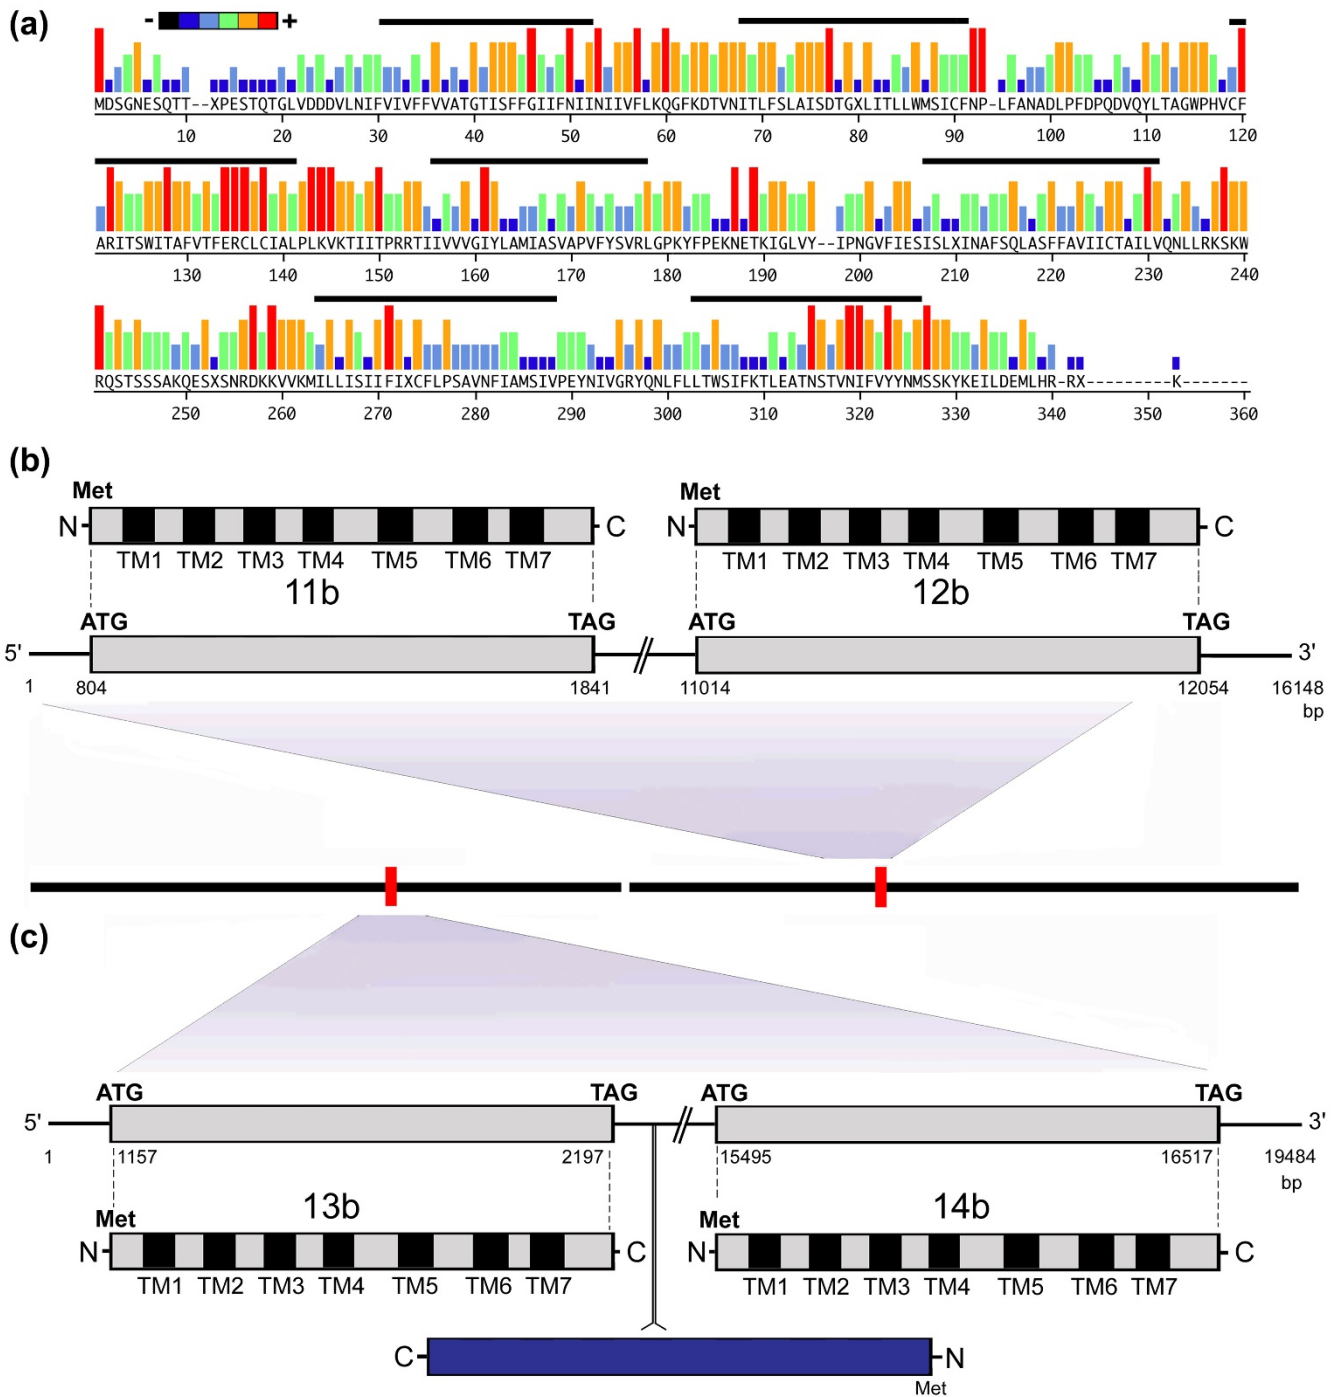 (a)
- +
MDSGNESQTT--XPESTQTGLVDDDVLNIFVIVFFVVATGTISFFGIIFNIINIIVFLKQGFKDTVNITLFSLAISDTGXLITLLWMSICFNP-LFANADLPFDPQDVQYLTAGWPHVCF
10 20 30 40 50 60 70 80 90 100 110 120
ARITSWITAFVTFERCLCIALPLKVKTIITPRRTIIVVVGIYLAMIASVAPVFYSVRLGPKYFPEKNETKIGLVY--IPNGVFIESISLXINAFSQLASFFAVIICTAILVQNLLRKSKW
130 140 150 160 170 180 190 200 210 220 230 240
RQSTSSSAKQESXSNRDKKVVKMILLISIIFIXCFLPSAVNFIAMSIVPEYNIVGRYQNLFLLTWSIFKTLEATNSTVNIFVYYNMSSKYKEILDEMLHR-RX---------K-------
250 260 270 280 290 300 310 320 330 340 350 360
(b)
Met Met
N C N C
TM1 TM2 TM3 TM4 TM5 TM6 TM7 TM1 TM2 TM3 TM4 TM5 TM6 TM7
11b 12b
ATG TAG ATG TAG
5' 3'
1 804 1841 11014 12054 16148
bp
(c)
ATG TAG ATG TAG
5' 3'
1 1157 2197 15495 16517 19484
bp
13b 14b
Met Met
N C N C
TM1 TM2 TM3 TM4 TM5 TM6 TM7 TM1 TM2 TM3 TM4 TM5 TM6 TM7
C N
Met